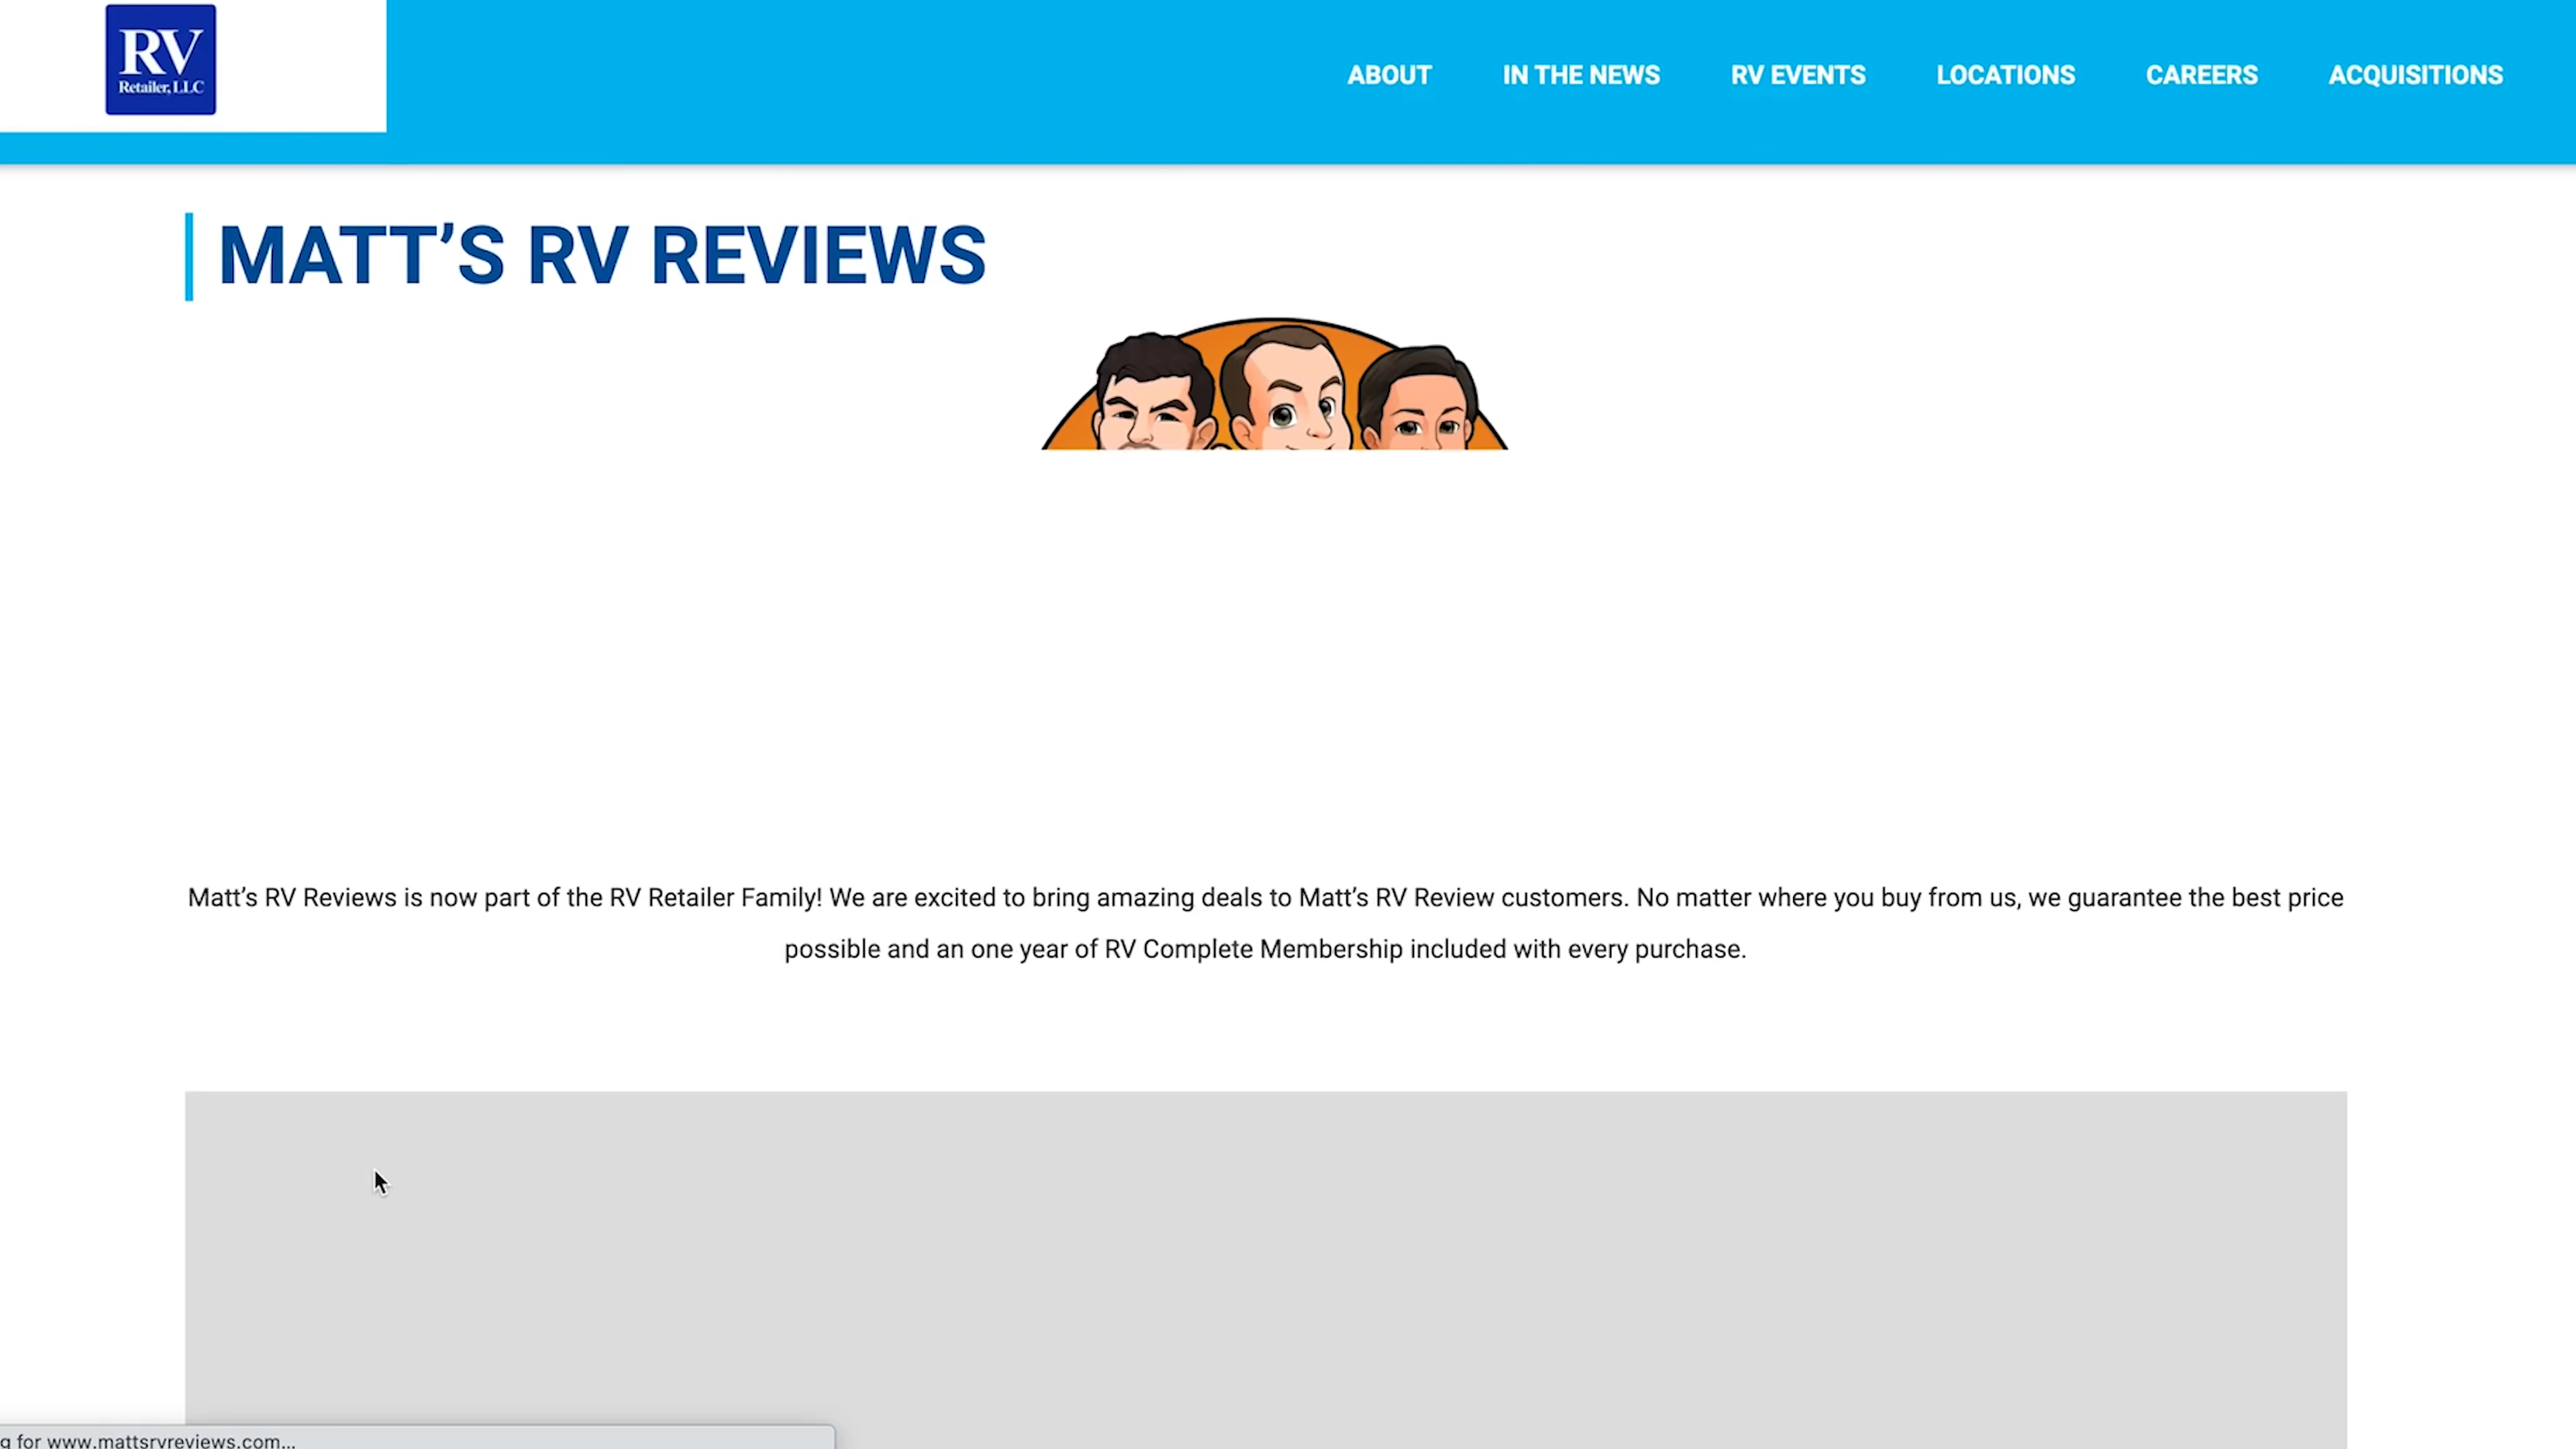 RV
Retailer, LLC
ABOUT IN THE NEWS RV EVENTS LOCATIONS CAREERS ACQUISITIONS
MATT’S RV REVIEWS
Matt’s RV Reviews is now part of the RV Retailer Family! We are excited to bring amazing deals to Matt’s RV Review customers. No matter where you buy from us, we guarantee the best price
possible and an one year of RV Complete Membership included with every purchase.
g for www.mattsrvreviews.com...